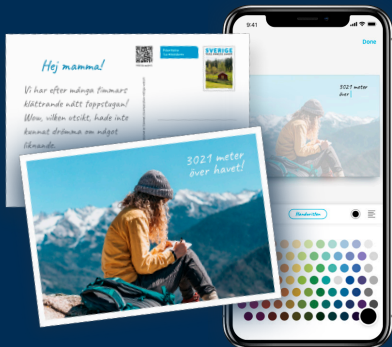 Hej mamma!
Vi har efter många timmars
klättrande nått toppstugan!
Wow, vilken utsikt, hade inte
kunnat drömma om något
liknande.
SVERIGE
3021 meter
över havet!
9:41
Done
3021 meter
över
Handwritten